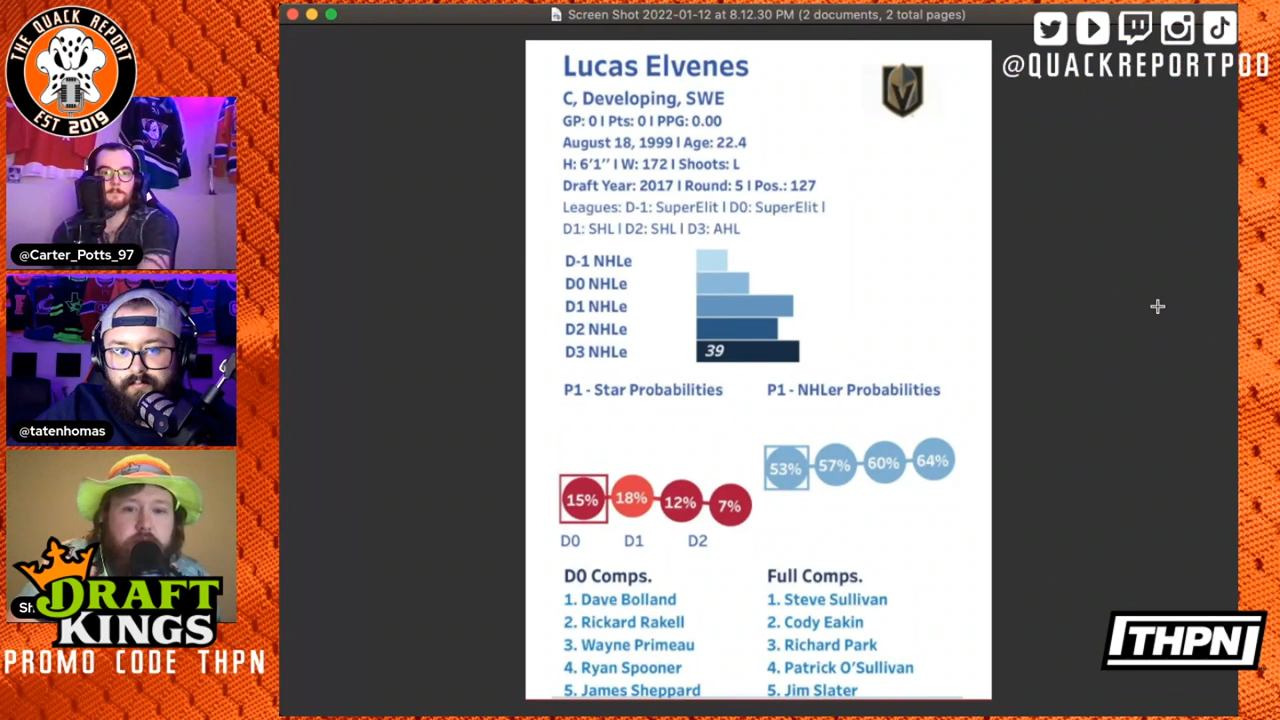 THE QUACK REPORT
EST 2019
Screen Shot 2022-01-12 at 8.12.30 PM (2 documents, 2 total pages)
@QUACKREPORTPOD
Lucas Elvenes
C, Developing, SWE
GP: 0 I Pts: 0 I PPG: 0.00
August 18, 1999 I Age: 22.4
H: 6'1'' I W: 172 I Shoots: L
Draft Year: 2017 I Round: 5 I Pos.: 127
Leagues: D-1: SuperElit I D0: SuperElit I
D1: SHL I D2: SHL I D3: AHL
D-1 NHLe
D0 NHLe
D1 NHLe
D2 NHLe
D3 NHLe 39
P1 - Star Probabilities
15% 18% 12% 7%
D0 D1 D2
P1 - NHLer Probabilities
53% 57% 60% 64%
D0 Comps.
1. Dave Bolland
2. Rickard Rakell
3. Wayne Primeau
4. Ryan Spooner
5. James Sheppard
Full Comps.
1. Steve Sullivan
2. Cody Eakin
3. Richard Park
4. Patrick O'Sullivan
5. Jim Slater
@Carter_Potts_97
@tatenhomas
DRAFT
KINGS
PROMO CODE THPN
THPN